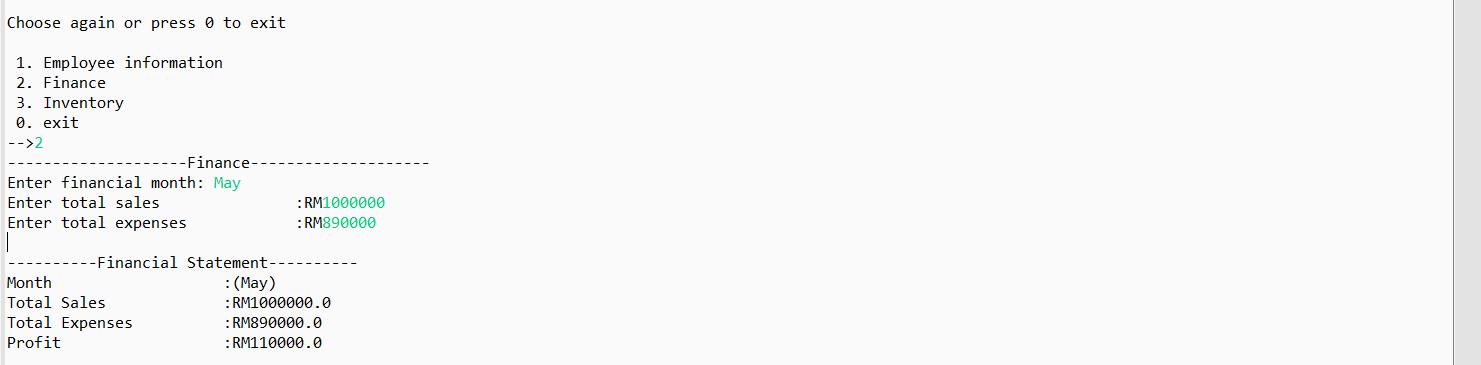 Choose again or press 0 to exit
1. Employee information
2. Finance
3. Inventory
0. exit
-->2
--------------------Finance--------------------
Enter financial month: May
Enter total sales               :RM1000000
Enter total expenses            :RM890000
----------Financial Statement----------
Month                   :(May)
Total Sales             :RM1000000.0
Total Expenses          :RM890000.0
Profit                  :RM110000.0